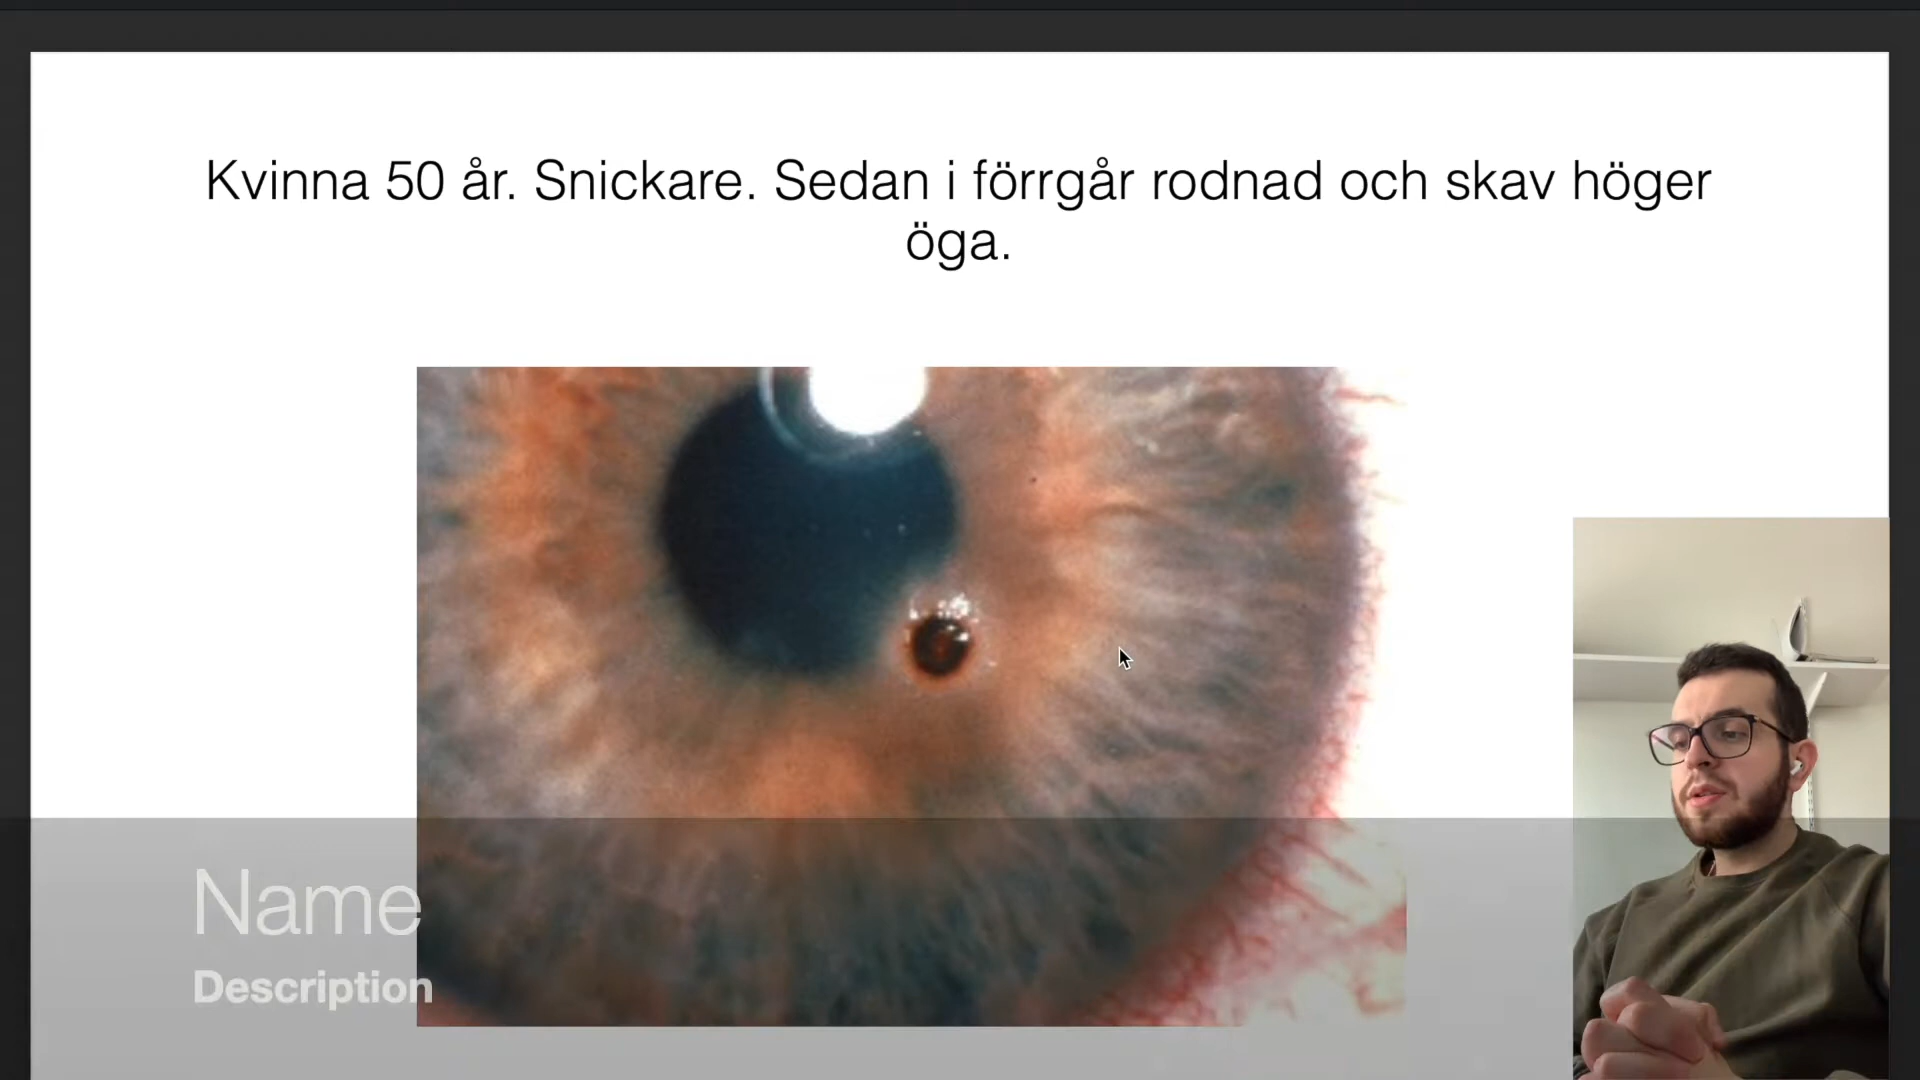 Kvinna 50 år. Snickare. Sedan i förrgår rodnad och skav höger
öga.
Name
Description